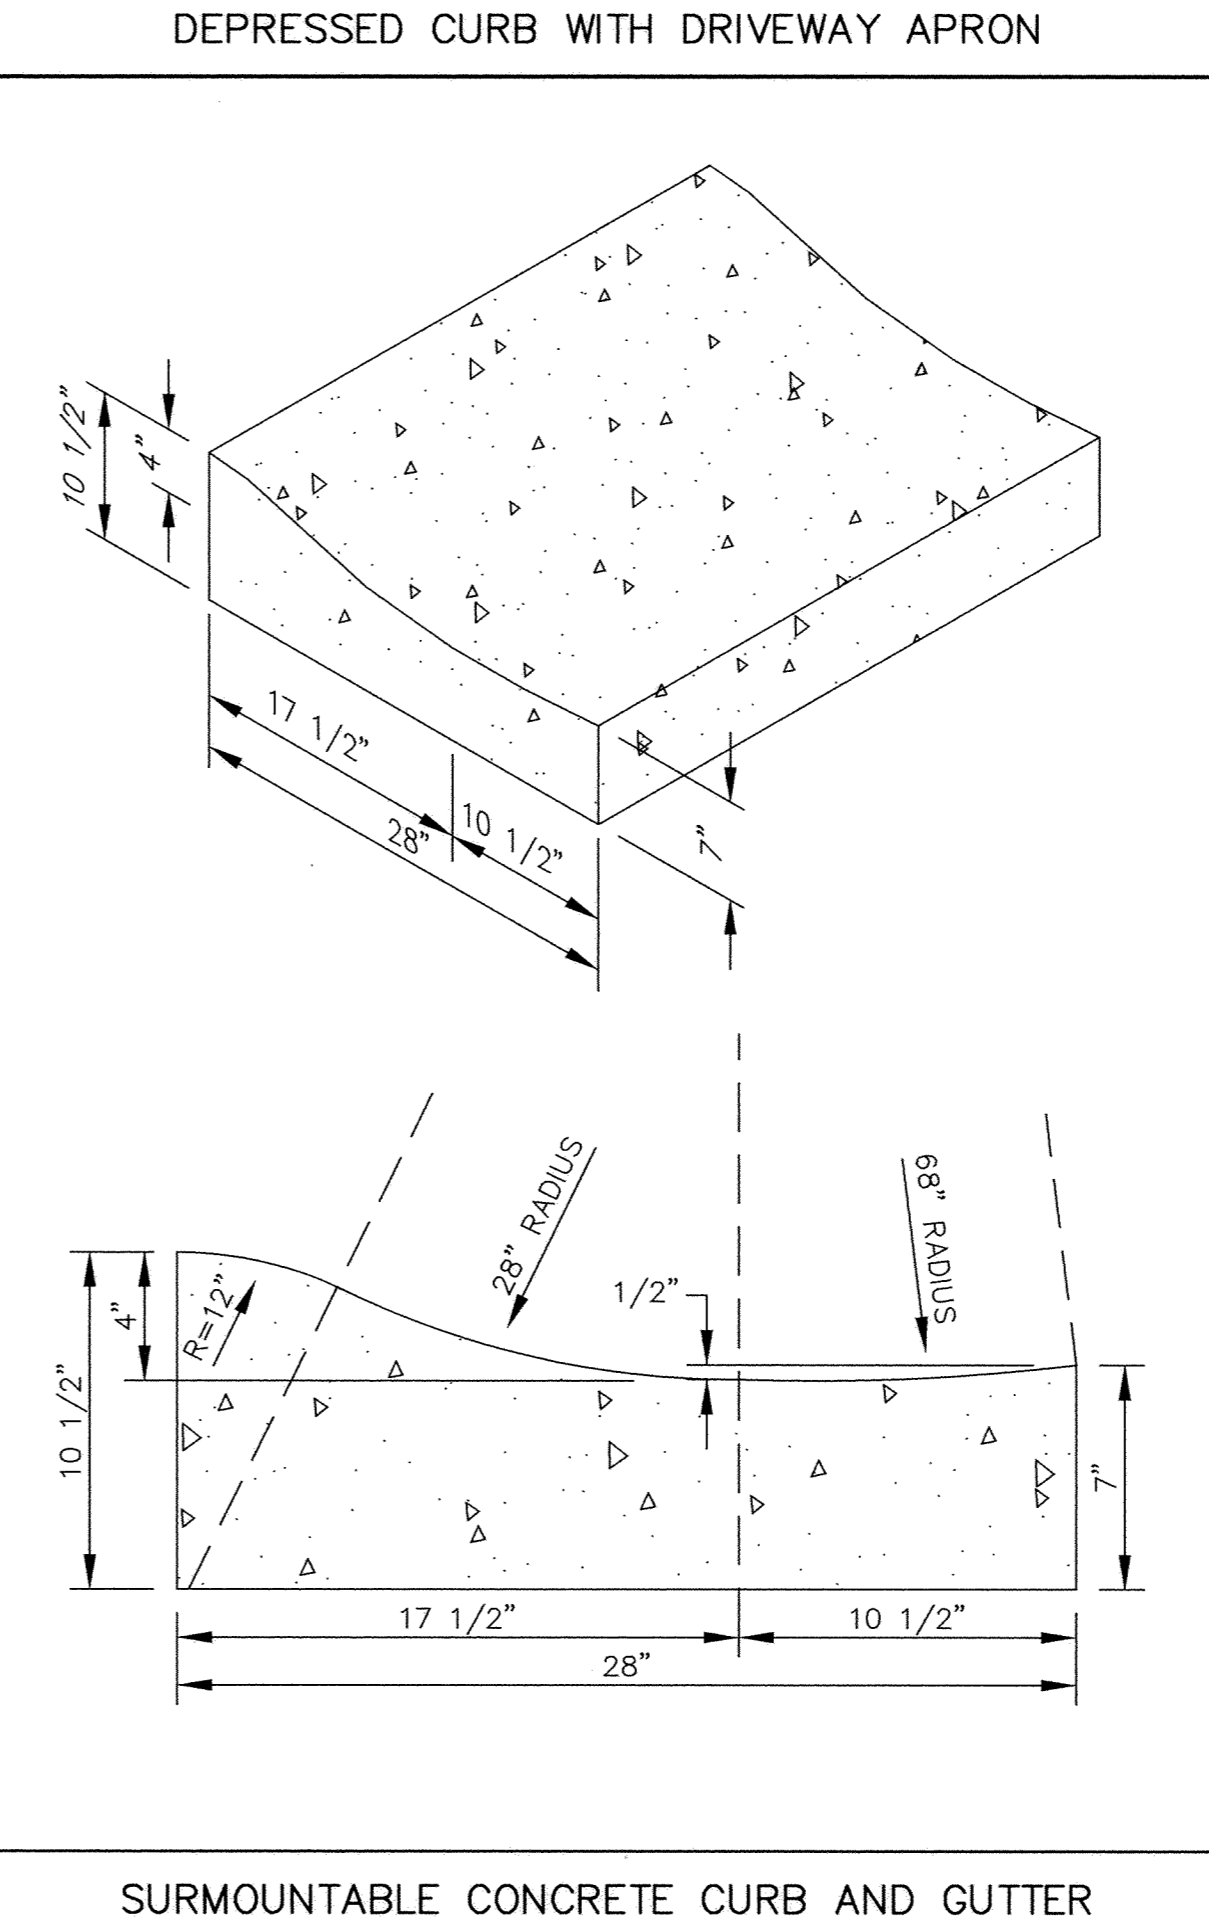 DEPRESSED CURB WITH DRIVEWAY APRON
10 1/2”
4”
17 1/2”
28”
10 1/2”
7”
28” RADIUS
68” RADIUS
R=12”
1/2”
4”
10 1/2”
7”
17 1/2”
10 1/2”
28”
SURMOUNTABLE CONCRETE CURB AND GUTTER